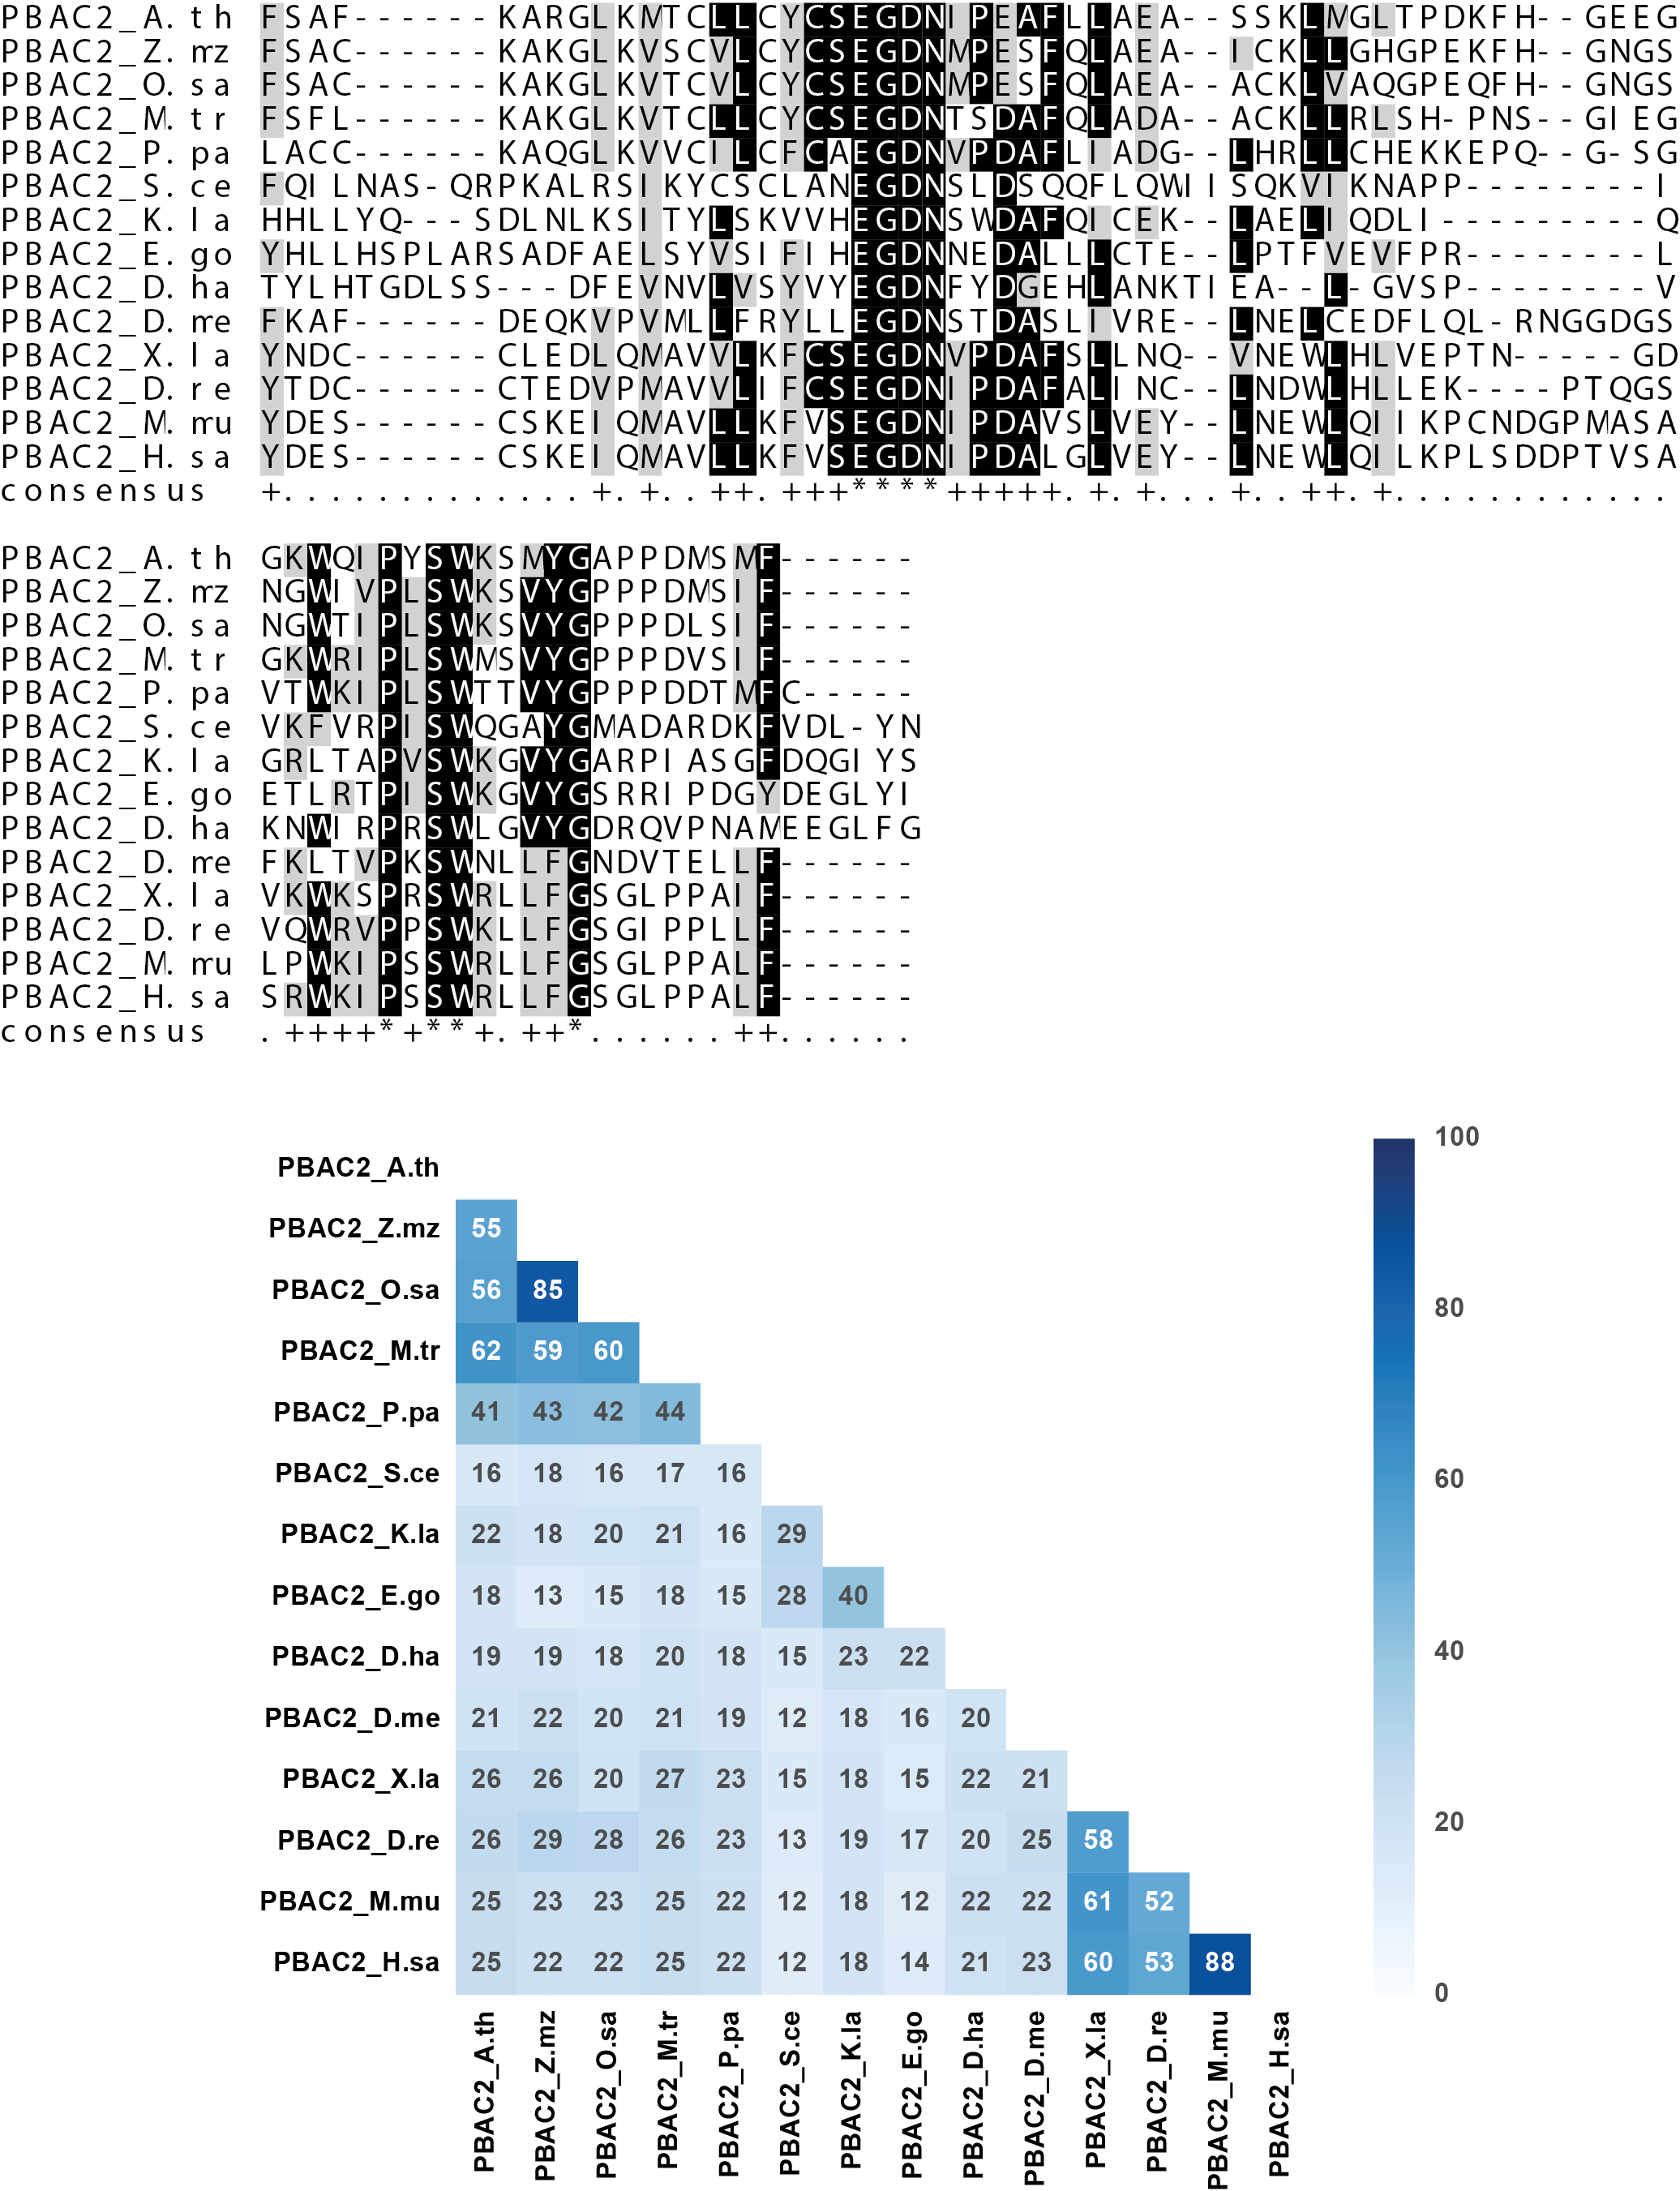 PBAC2_A.th FSAF------KARGLKMTCLLCYCSEGDNIPEAFLLAEA--SSKLMGLTPDKFH--GEEG
PBAC2_Z.mz FSAC------KAKGLKVSCVLCYCSEGDNMPESFQLAEA--ICKLLGHGPEKFH--GNGS
PBAC2_O.sa FSAC------KAKGLKVTCVLCYCSEGDNMPESFQLAEA--ACKLVAQGPEQFH--GNGS
PBAC2_M.tr FSFL------KAKGLKVTCLLCYCSEGDNTSDAFQLADA--ACKLLRLSH-PNS--GIEG
PBAC2_P.pa LACC------KAQGLKVVCILCFCAEGDNVPDAFLIADG--LHRLLCHEKKEPQ--G-SG
PBAC2_S.ce FQILNAS-QRPKALRSIKYCSCLANEGDNSLDSQQFLQWIISQKVIKNAPP--------I
PBAC2_K.la HHLLYQ---SDLNLKSITYLSKVVHEGDNSWDAFQICEK--LAELIQDLI---------Q
PBAC2_E.go YHLLHSPLARSADFAELSYVSIFIHEGDNNEDALLLCTE--LPTFVEVFPR--------L
PBAC2_D.ha TYLHTGDLSS---DFEVNVLVSYVYEGDNFYDGEHLANKTIEA--L-GVSP--------V
PBAC2_D.me FKAF------DEQKVPVMLLFRYLLEGDNSTDASLIVRE--LNELCEDFLQL-RNGGDGS
PBAC2_X.la YNDC------CLEDLQMAVVLKFCSEGDNVPDAFSLLNQ--VNEWLHLVEPTN-----GD
PBAC2_D.re YTDC------CTEDVPMAVVLIFCSEGDNIPDAFALINC--LNDWLHLLEK----PTQGS
PBAC2_M.mu YDES------CSKEIQMAVLLKFVSEGDNIPDAVSLVEY--LNEWLQIIKPCNDGPMASA
PBAC2_H.sa YDES------CSKEIQMAVLLKFVSEGDNIPDALGLVEY--LNEWLQILKPLSDDPTVSA
consensus +.............+.+..++.+++****+++++.+.+...+..++.+............
PBAC2_A.th GKWQIPYSWKSMYGAPPDMSMF------
PBAC2_Z.mz NGWIVPLSWKSVYGPPPDMSIF------
PBAC2_O.sa NGWTIPLSWKSVYGPPPDLSIF------
PBAC2_M.tr GKWRIPLSWMSVYGPPPDVSIF------
PBAC2_P.pa VTWKIPLSWTTVYGPPPDDTMFC-----
PBAC2_S.ce VKFVRPISWQGAYGMADARDKFVDL-YN
PBAC2_K.la GRLTAPVSWKGVYGARPIASGFDQGIYS
PBAC2_E.go ETLRTPISWKGVYGSRRIPDGYDEGLYI
PBAC2_D.ha KNWIRPRSWLGVYGDRQVPNAMEEGLFG
PBAC2_D.me FKLTVPKSWNLLFGNDVTELLF------
PBAC2_X.la VKWKSPRSWRLLFGSGLPPAIF------
PBAC2_D.re VQWRVPPSWKLLFGSGIPPLLF------
PBAC2_M.mu LPWKIPSSWRLLFGSGLPPALF------
PBAC2_H.sa SRWKIPSSWRLLFGSGLPPALF------
consensus .++++*+**+.++*......++......
100
PBAC2_A.th
PBAC2_Z.mz 55
PBAC2_O.sa 56 85
80
PBAC2_M.tr 62 59 60
PBAC2_P.pa 41 43 42 44
PBAC2_S.ce 16 18 16 17 16
60
PBAC2_K.la 22 18 20 21 16 29
PBAC2_E.go 18 13 15 18 15 28 40
PBAC2_D.ha 19 19 18 20 18 15 23 22
40
PBAC2_D.me 21 22 20 21 19 12 18 16 20
PBAC2_X.la 26 26 20 27 23 15 18 15 22 21
20
PBAC2_D.re 26 29 28 26 23 13 19 17 20 25 58
PBAC2_M.mu 25 23 23 25 22 12 18 12 22 22 61 52
PBAC2_H.sa 25 22 22 25 22 12 18 14 21 23 60 53 88
0
PBAC2_A.th
PBAC2_Z.mz
PBAC2_O.sa
PBAC2_M.tr
PBAC2_P.pa
PBAC2_S.ce
PBAC2_K.la
PBAC2_E.go
PBAC2_D.ha
PBAC2_D.me
PBAC2_X.la
PBAC2_D.re
PBAC2_M.mu
PBAC2_H.sa